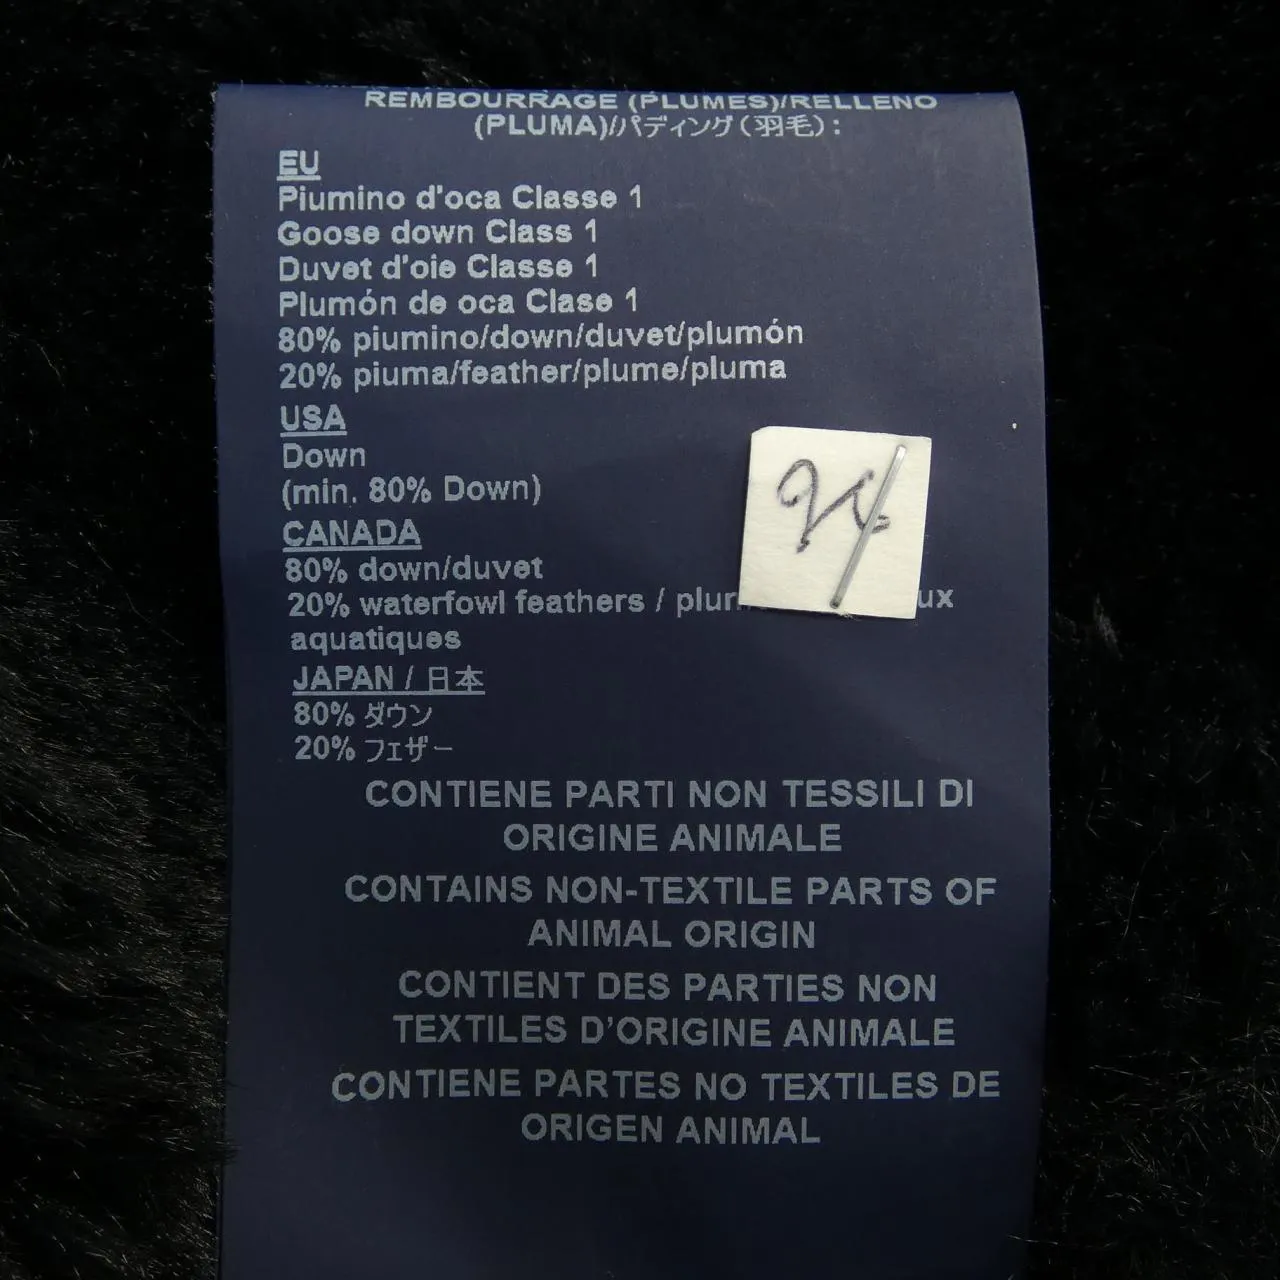 REMBOURRAGE (PLUMES)/RELLENO
(PLUMA)/パディング(羽毛):
EU
Piumino d'oca Classe 1
Goose down Class 1
Duvet d'oie Classe 1
Plumón de oca Clase 1
80% piumino/down/duvet/plumón
20% piuma/feather/plume/pluma
USA
Down
(min. 80% Down)
CANADA
80% down/duvet
20% waterfowl feathers /
aquatiques
JAPAN / 日本
80% ダウン
20% フェザー
CONTIENE PARTI NON TESSILI DI
ORIGINE ANIMALE
CONTAINS NON-TEXTILE PARTS OF
ANIMAL ORIGIN
CONTIENT DES PARTIES NON
TEXTILES D'ORIGINE ANIMALE
CONTIENE PARTES NO TEXTILES DE
ORIGEN ANIMAL